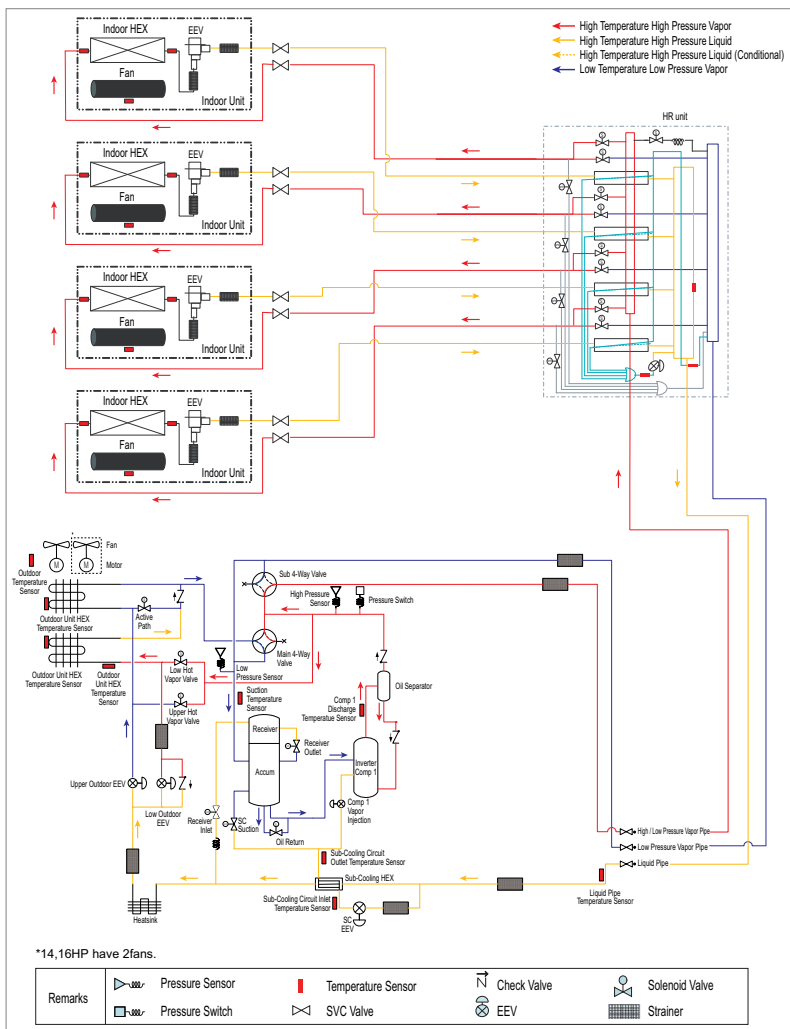 High Temperature High Pressure Vapor
High Temperature High Pressure Liquid
High Temperature High Pressure Liquid (Conditional)
Low Temperature Low Pressure Vapor
Indoor HEX
EEV
Fan
Indoor Unit
Indoor HEX
EEV
Fan
Indoor Unit
Indoor HEX
EEV
Fan
Indoor Unit
Indoor HEX
EEV
Fan
Indoor Unit
HR unit
S
S
S
S
S
S
S
S
S
*
Fan
M
M
Motor
Outdoor
Temperature
Sensor
Outdoor Unit HEX
Temperature Sensor
S
Active
Path
Outdoor Unit HEX
Temperature Sensor
Outdoor
Unit HEX
Temperature
Sensor
S
Low Hot
Vapor Valve
S
Upper Hot
Vapor Valve
Sub 4-Way Valve
Main 4-Way
Valve
High Pressure
Sensor
Pressure Switch
Low
Pressure Sensor
Suction
Temperature
Sensor
Oil Separator
Comp 1
Discharge
Temperatue Sensor
Receiver
Receiver
Outlet
Accum
Inverter
Comp 1
Comp 1
Vapor
Injection
Upper Outdoor EEV
Low Outdoor
EEV
Receiver
Inlet
SC
Suction
Oil Return
Sub-Cooling Circuit
Outlet Temperature Sensor
Sub-Cooling HEX
Sub-Cooling Circuit Inlet
Temperature Sensor
SC
EEV
Heatsink
High / Low Pressure Vapor Pipe
Low Pressure Vapor Pipe
Liquid Pipe
Liquid Pipe
Temperature Sensor
*14,16HP have 2fans.
Remarks
Pressure Sensor
Temperature Sensor
Check Valve
Solenoid Valve
Pressure Switch
SVC Valve
EEV
Strainer